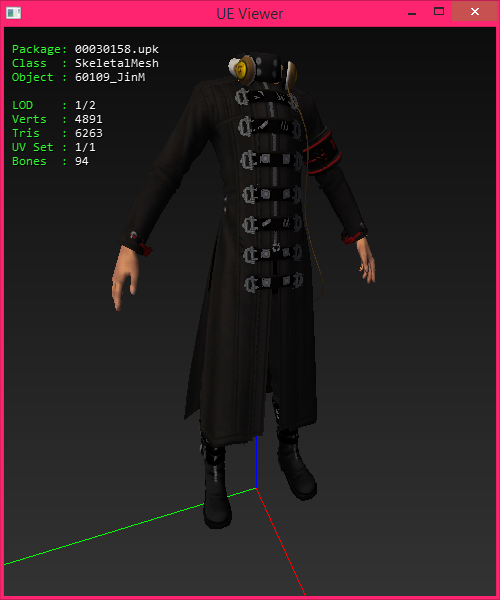 UE Viewer
Package: 00030158.upk
Class : SkeletalMesh
Object : 60109_JinM
LOD : 1/2
Verts : 4891
Tris : 6263
UV Set : 1/1
Bones : 94